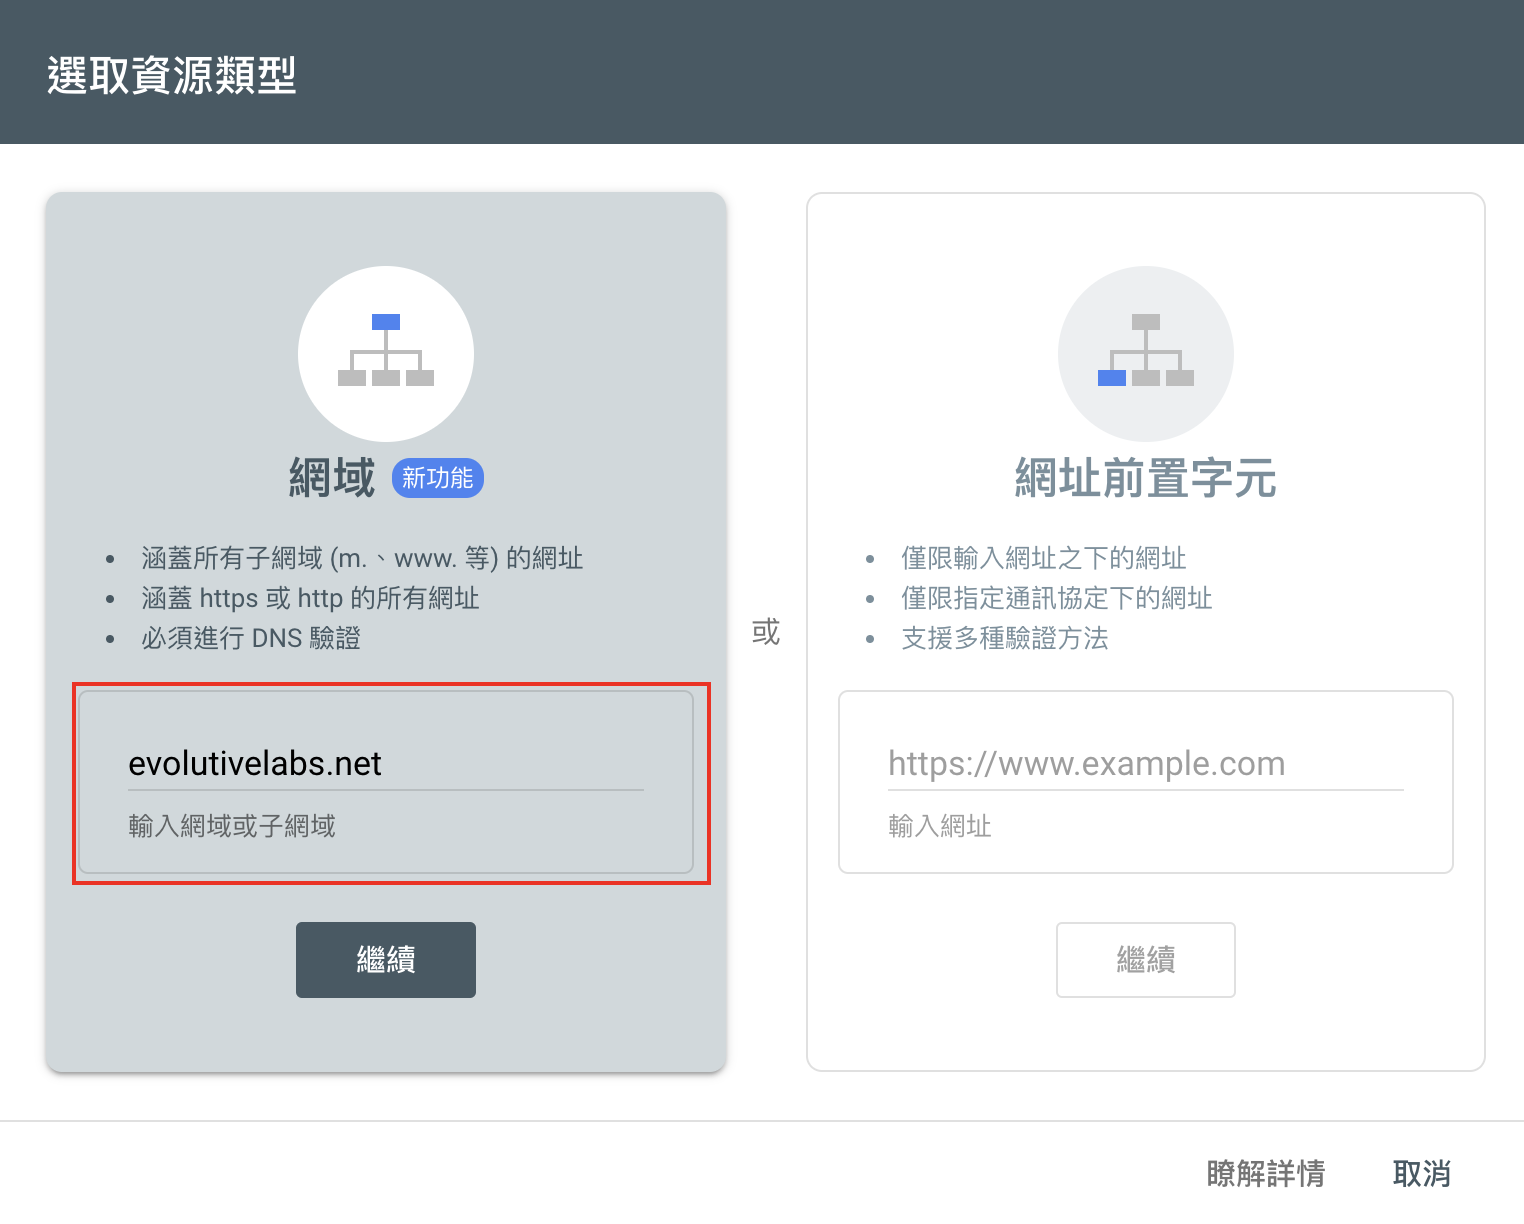 選取資源類型
網域 新功能
• 涵蓋所有子網域 (m.、www. 等) 的網址
• 涵蓋 https 或 http 的所有網址
• 必須進行 DNS 驗證
evolutivelabs.net
輸入網域或子網域
繼續
或
網址前置字元
• 僅限輸入網址之下的網址
• 僅限指定通訊協定下的網址
• 支援多種驗證方法
https://www.example.com
輸入網址
繼續
瞭解詳情 取消